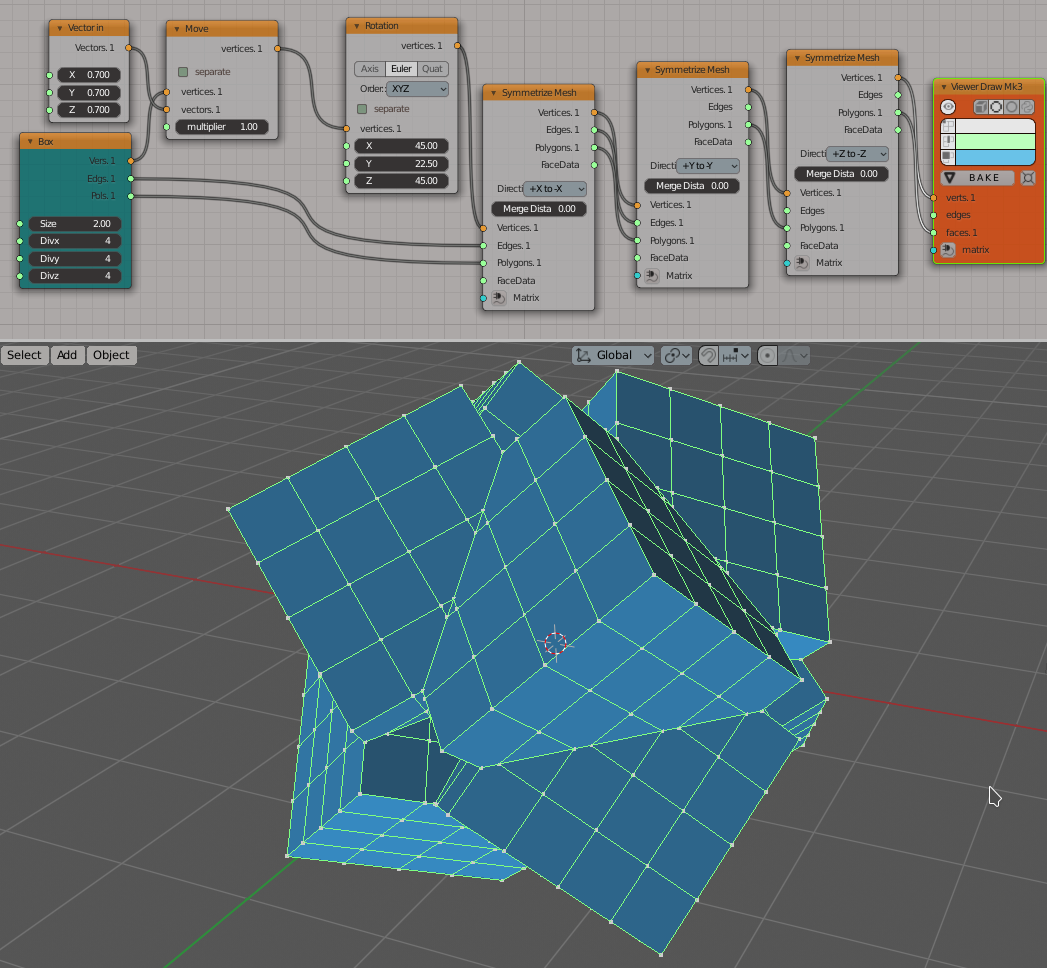 Vector in
Vectors. 1
X 0.700
Y 0.700
Z 0.700
Box
Vers. 1
Edgs. 1
Pols. 1
Size 2.00
Divx 4
Divy 4
Divz 4
Move
vertices. 1
separate
vertices. 1
vectors. 1
multiplier 1.00
Rotation
vertices. 1
Axis Euler Quat
Order: XYZ
separate
vertices. 1
X 45.00
Y 22.50
Z 45.00
Symmetrize Mesh
Vertices. 1
Edges. 1
Polygons. 1
FaceData
Directi +X to -X
Merge Dista 0.00
Vertices. 1
Edges. 1
Polygons. 1
FaceData
Matrix
Symmetrize Mesh
Vertices. 1
Edges
Polygons. 1
FaceData
Directi +Y to -Y
Merge Dista 0.00
Vertices. 1
Edges. 1
Polygons. 1
FaceData
Matrix
Symmetrize Mesh
Vertices. 1
Edges
Polygons. 1
FaceData
Directi +Z to -Z
Merge Dista 0.00
Vertices. 1
Edges
Polygons. 1
FaceData
Matrix
Viewer Draw Mk3
BAKE
verts. 1
edges
faces. 1
matrix
Select Add Object
Global